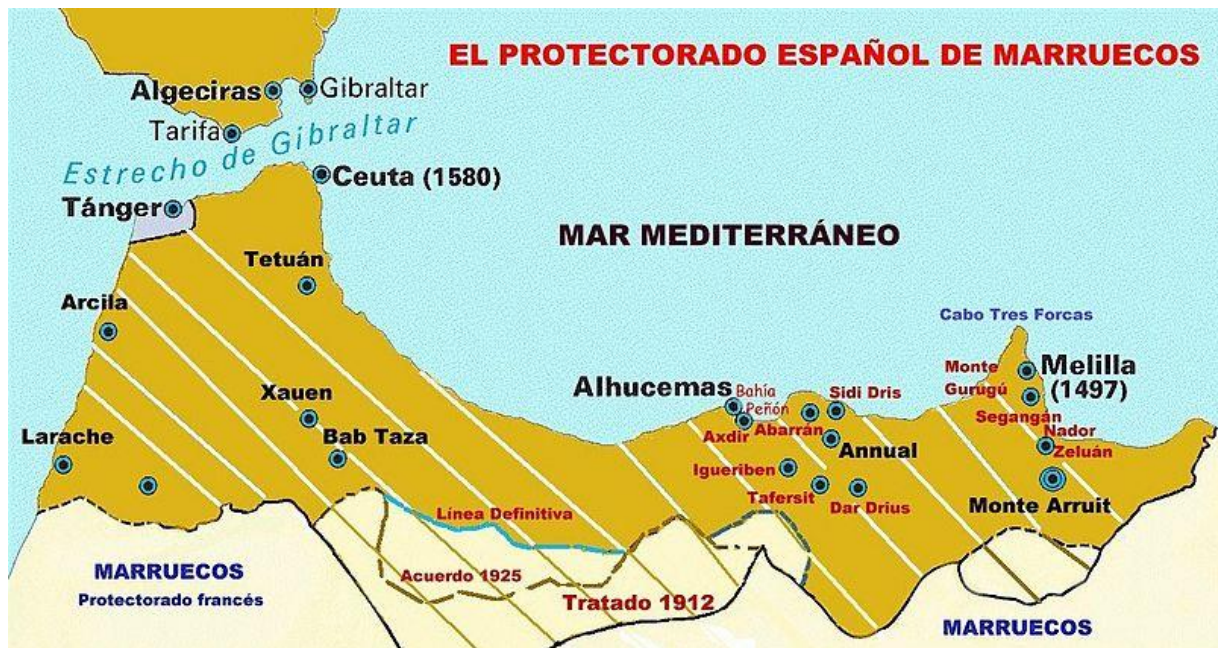 EL PROTECTORADO ESPAÑOL DE MARRUECOS
Algeciras
Gibraltar
Tarifa
Estrecho de Gibraltar
Ceuta (1580)
Tánger
MAR MEDITERRÁNEO
Tetuán
Arcila
Cabo Tres Forcas
Monte
Gurugú
Melilla
(1497)
Alhucemas
Bahía
Peñón
Sidi Dris
Xauen
Segangán
Axdir
Abarrán
Nador
Larache
Bab Taza
Annual
Zeluán
Igueriben
Tafersit
Dar Drius
Monte Arruit
Línea Definitiva
MARRUECOS
Protectorado francés
Acuerdo 1925
Tratado 1912
MARRUECOS